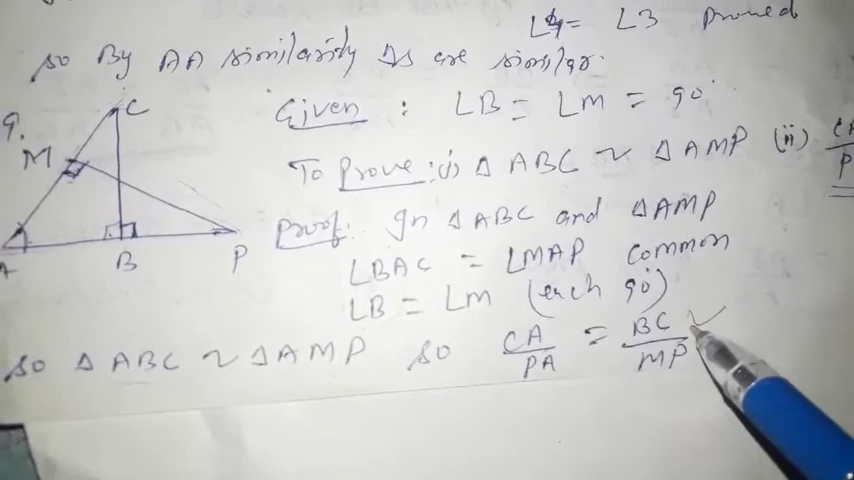 ∠4 = ∠3 Proved
so By AA similarity Δs are similar.
9.
Given : ∠B = ∠M = 90°
To Prove : (i) Δ ABC ~ Δ AMP (ii) CA/P
Proof: In Δ ABC and Δ AMP
∠BAC = ∠MAP common
∠B = ∠M (each 90°)
so Δ ABC ~ Δ AMP so CA/PA = BC/MP
C
M
A
B
P